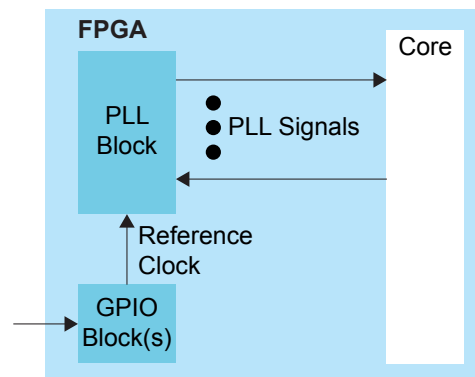 FPGA
Core
PLL
Block
PLL Signals
Reference
Clock
GPIO
Block(s)